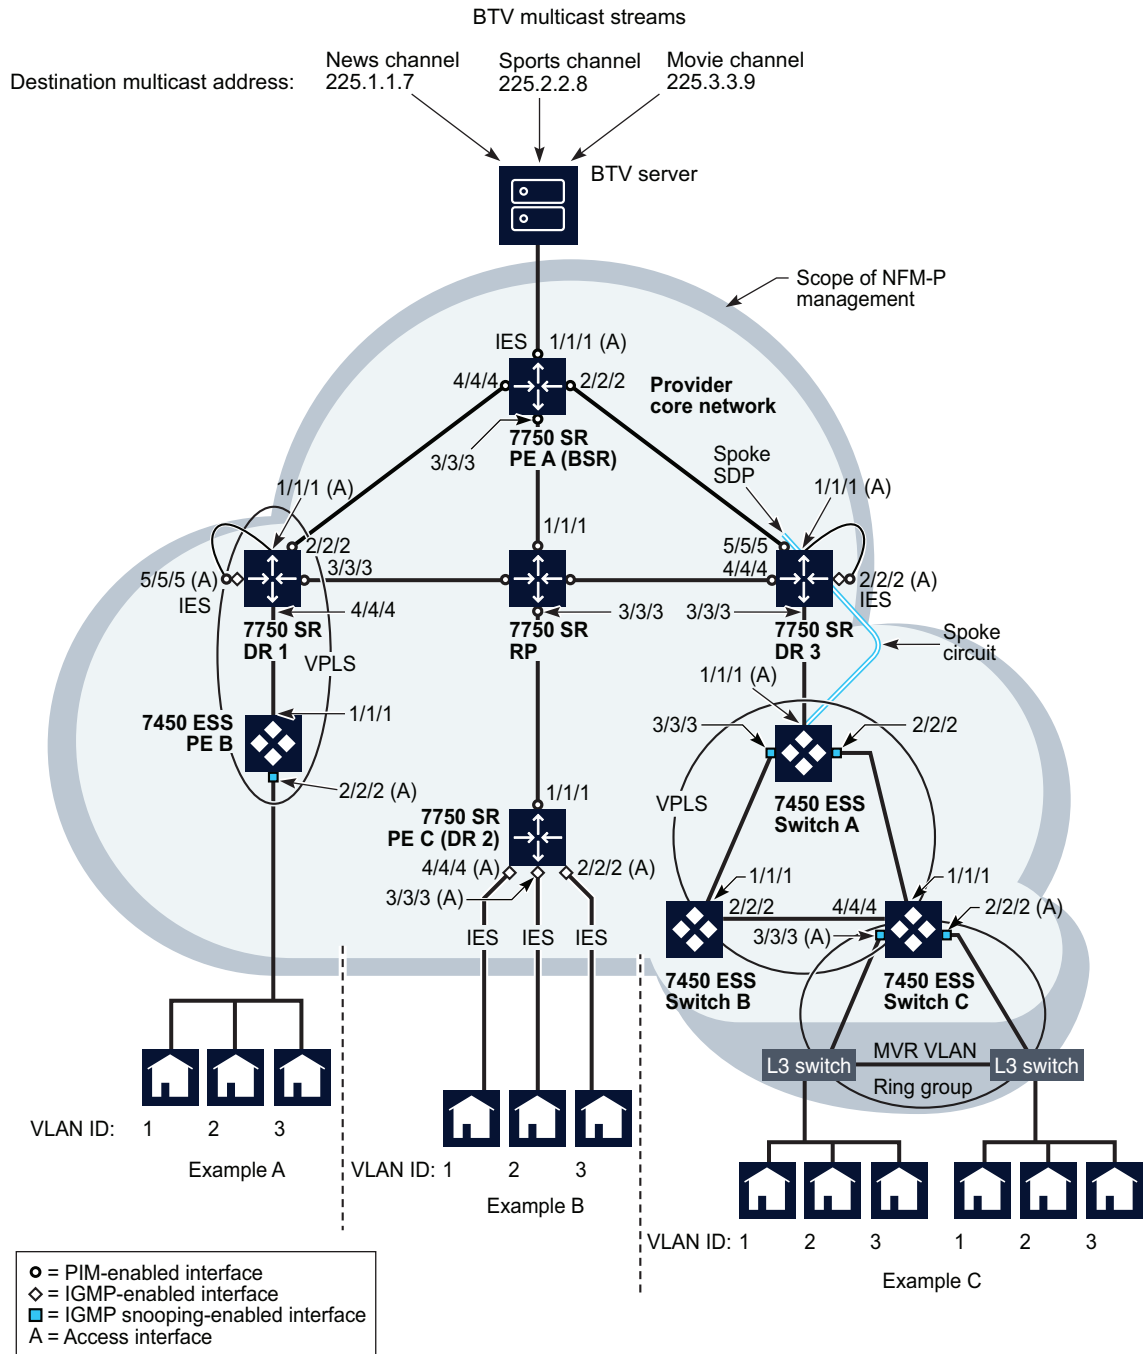 BTV multicast streams
News channel
225.1.1.7
Sports channel
225.2.2.8
Movie channel
225.3.3.9
Destination multicast address:
BTV server
Scope of NFM-P
management
IES
1/1/1 (A)
4/4/4
2/2/2
Provider
core network
7750 SR
PE A (BSR)
3/3/3
Spoke
SDP
1/1/1 (A)
1/1/1 (A)
1/1/1
2/2/2
5/5/5
3/3/3
4/4/4
5/5/5 (A)
IES
2/2/2 (A)
IES
4/4/4
3/3/3
3/3/3
7750 SR
DR 1
7750 SR
RP
7750 SR
DR 3
Spoke
circuit
VPLS
1/1/1 (A)
7450 ESS
PE B
1/1/1
3/3/3
2/2/2
2/2/2 (A)
1/1/1
VPLS
7450 ESS
Switch A
7750 SR
PE C (DR 2)
4/4/4 (A)
2/2/2 (A)
3/3/3 (A)
1/1/1
1/1/1
2/2/2
4/4/4
2/2/2 (A)
3/3/3 (A)
IES
IES
IES
7450 ESS
Switch B
7450 ESS
Switch C
L3 switch
MVR VLAN
L3 switch
Ring group
VLAN ID: 1 2 3
Example A
VLAN ID: 1 2 3
Example B
VLAN ID: 1 2 3 1 2 3
Example C
= PIM-enabled interface
= IGMP-enabled interface
= IGMP snooping-enabled interface
A = Access interface